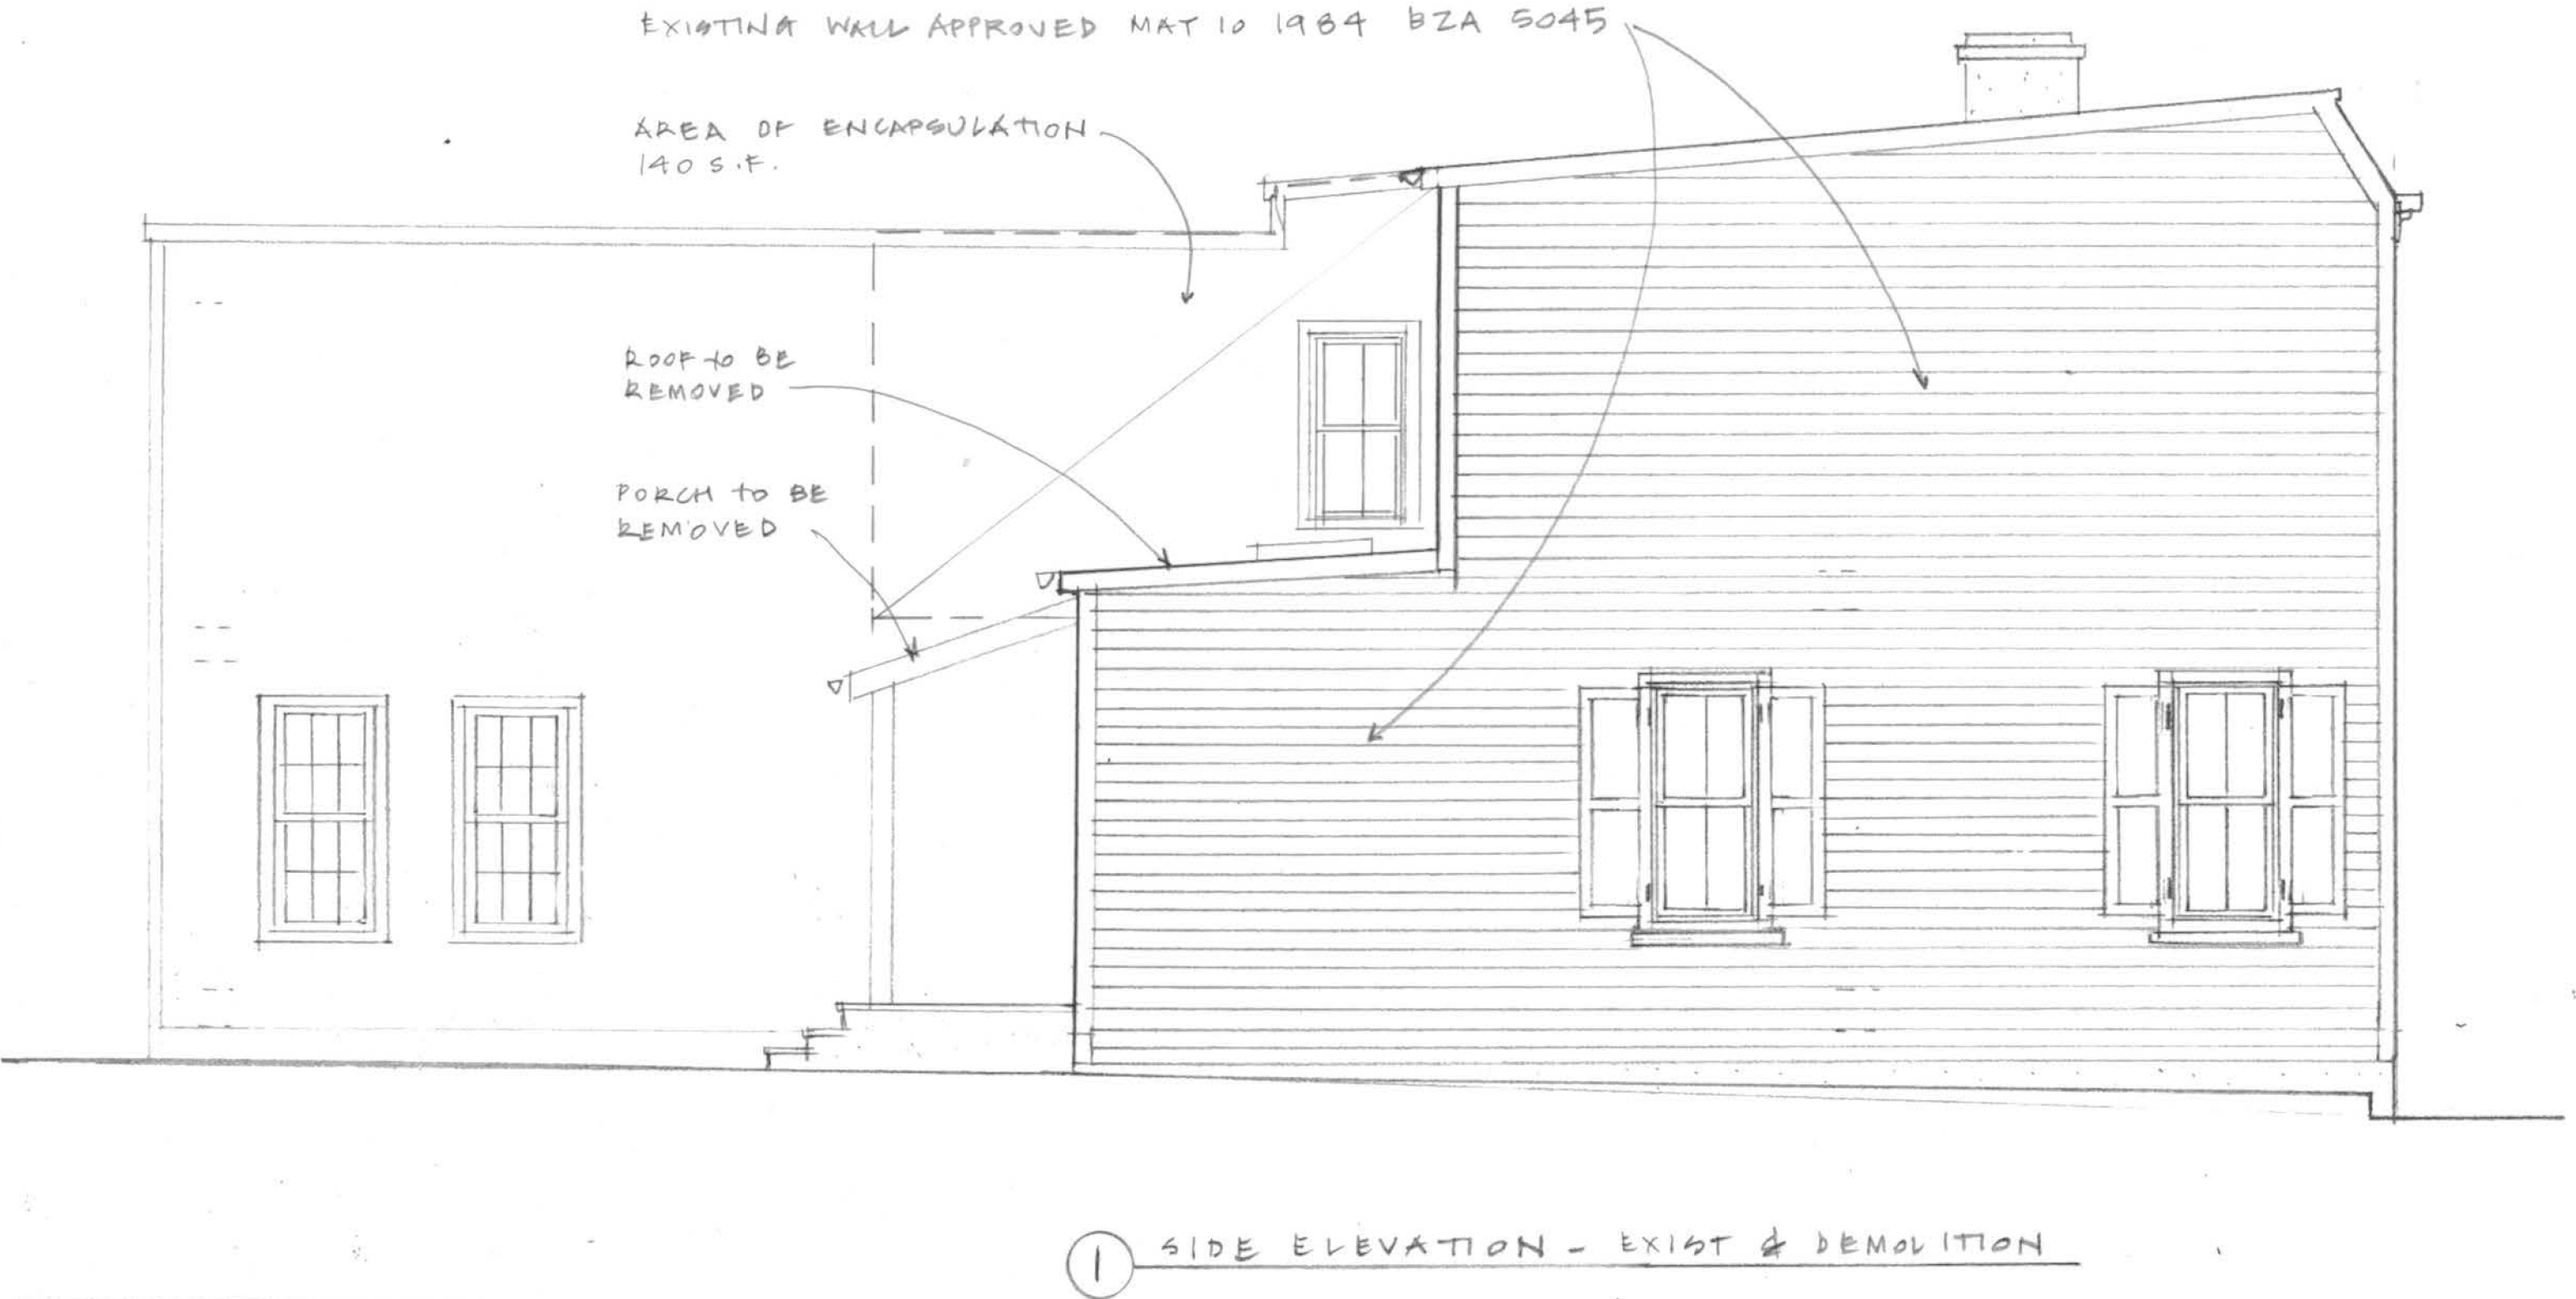 EXISTING WALL APPROVED MAY 10 1984 BZA 5045
AREA OF ENCAPSULATION
140 S.F.
ROOF to BE
REMOVED
PORCH to BE
REMOVED
1 SIDE ELEVATION - EXIST & DEMOLITION